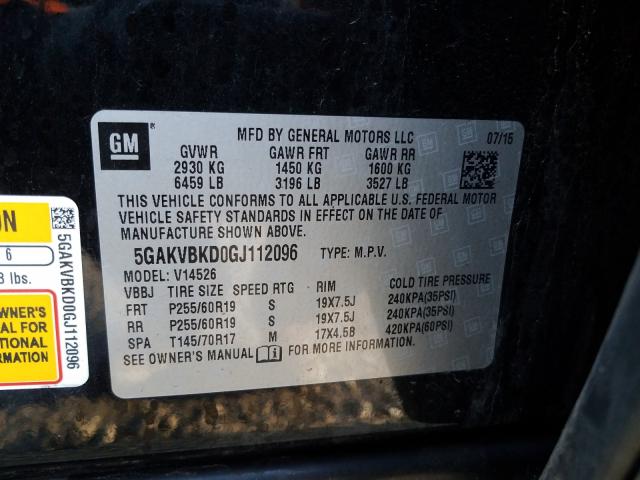 GM
MFD BY GENERAL MOTORS LLC 07/15
GVWR GAWR FRT GAWR RR
2930 KG 1450 KG 1600 KG
6459 LB 3196 LB 3527 LB
THIS VEHICLE CONFORMS TO ALL APPLICABLE U.S. FEDERAL MOTOR
VEHICLE SAFETY STANDARDS IN EFFECT ON THE DATE OF
MANUFACTURE SHOWN ABOVE.
5GAKVBKD0GJ112096 TYPE: M.P.V.
MODEL: V14526
VBBJ TIRE SIZE SPEED RTG RIM COLD TIRE PRESSURE
FRT P255/60R19 S 19X7.5J 240KPA(35PSI)
RR P255/60R19 S 19X7.5J 240KPA(35PSI)
SPA T145/70R17 M 17X4.5B 420KPA(60PSI)
SEE OWNER'S MANUAL FOR MORE INFORMATION.
ON
6
lbs.
OWNER'S
FOR
5GAKVBKD0GJ112096